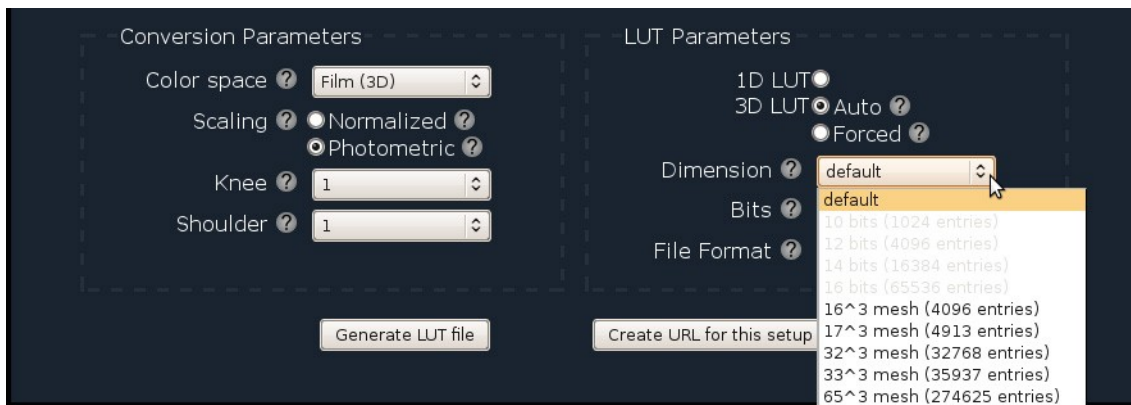 Conversion Parameters
Color space ? Film (3D)
Scaling ? Normalized ?
Photometric ?
Knee ? 1
Shoulder ? 1
LUT Parameters
1D LUT
3D LUT Auto ?
Forced ?
Dimension ? default
Bits ?
File Format ?
default
10 bits (1024 entries)
12 bits (4096 entries)
14 bits (16384 entries)
16 bits (65536 entries)
16^3 mesh (4096 entries)
17^3 mesh (4913 entries)
32^3 mesh (32768 entries)
33^3 mesh (35937 entries)
65^3 mesh (274625 entries)
Generate LUT file
Create URL for this setup